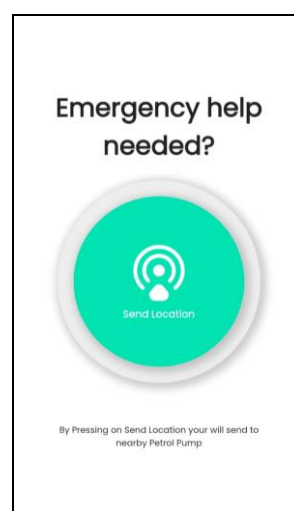 Emergency help
needed?
Send Location
By Pressing on Send Location your will send to
nearby Petrol Pump